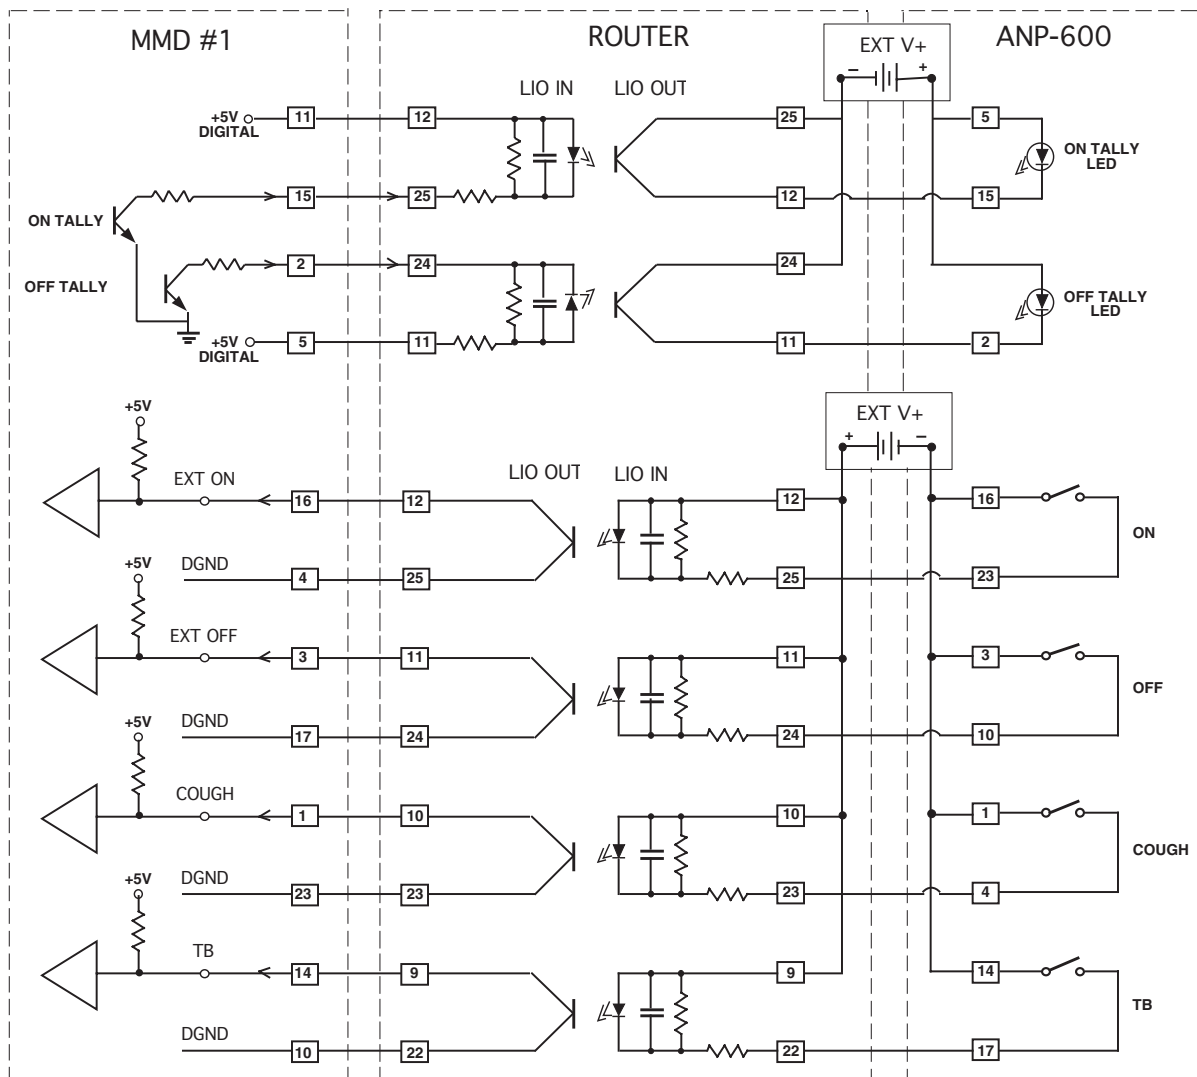 MMD #1 ROUTER EXT V+ ANP-600
− +
LIO IN LIO OUT
+5V DIGITAL 11 12 25 5
ON TALLY LED
ON TALLY 15 25 12 15
OFF TALLY 2 24 24
OFF TALLY LED
+5V DIGITAL 5 11 11 2
EXT V+
+ −
+5V
LIO OUT LIO IN
EXT ON 16 12 12 16
ON
+5V
DGND 4 25 25 23
EXT OFF 3 11 11 3
OFF
+5V
DGND 17 24 24 10
COUGH 1 10 10 1
COUGH
+5V
DGND 23 23 23 4
TB 14 9 9 14
TB
DGND 10 22 22 17